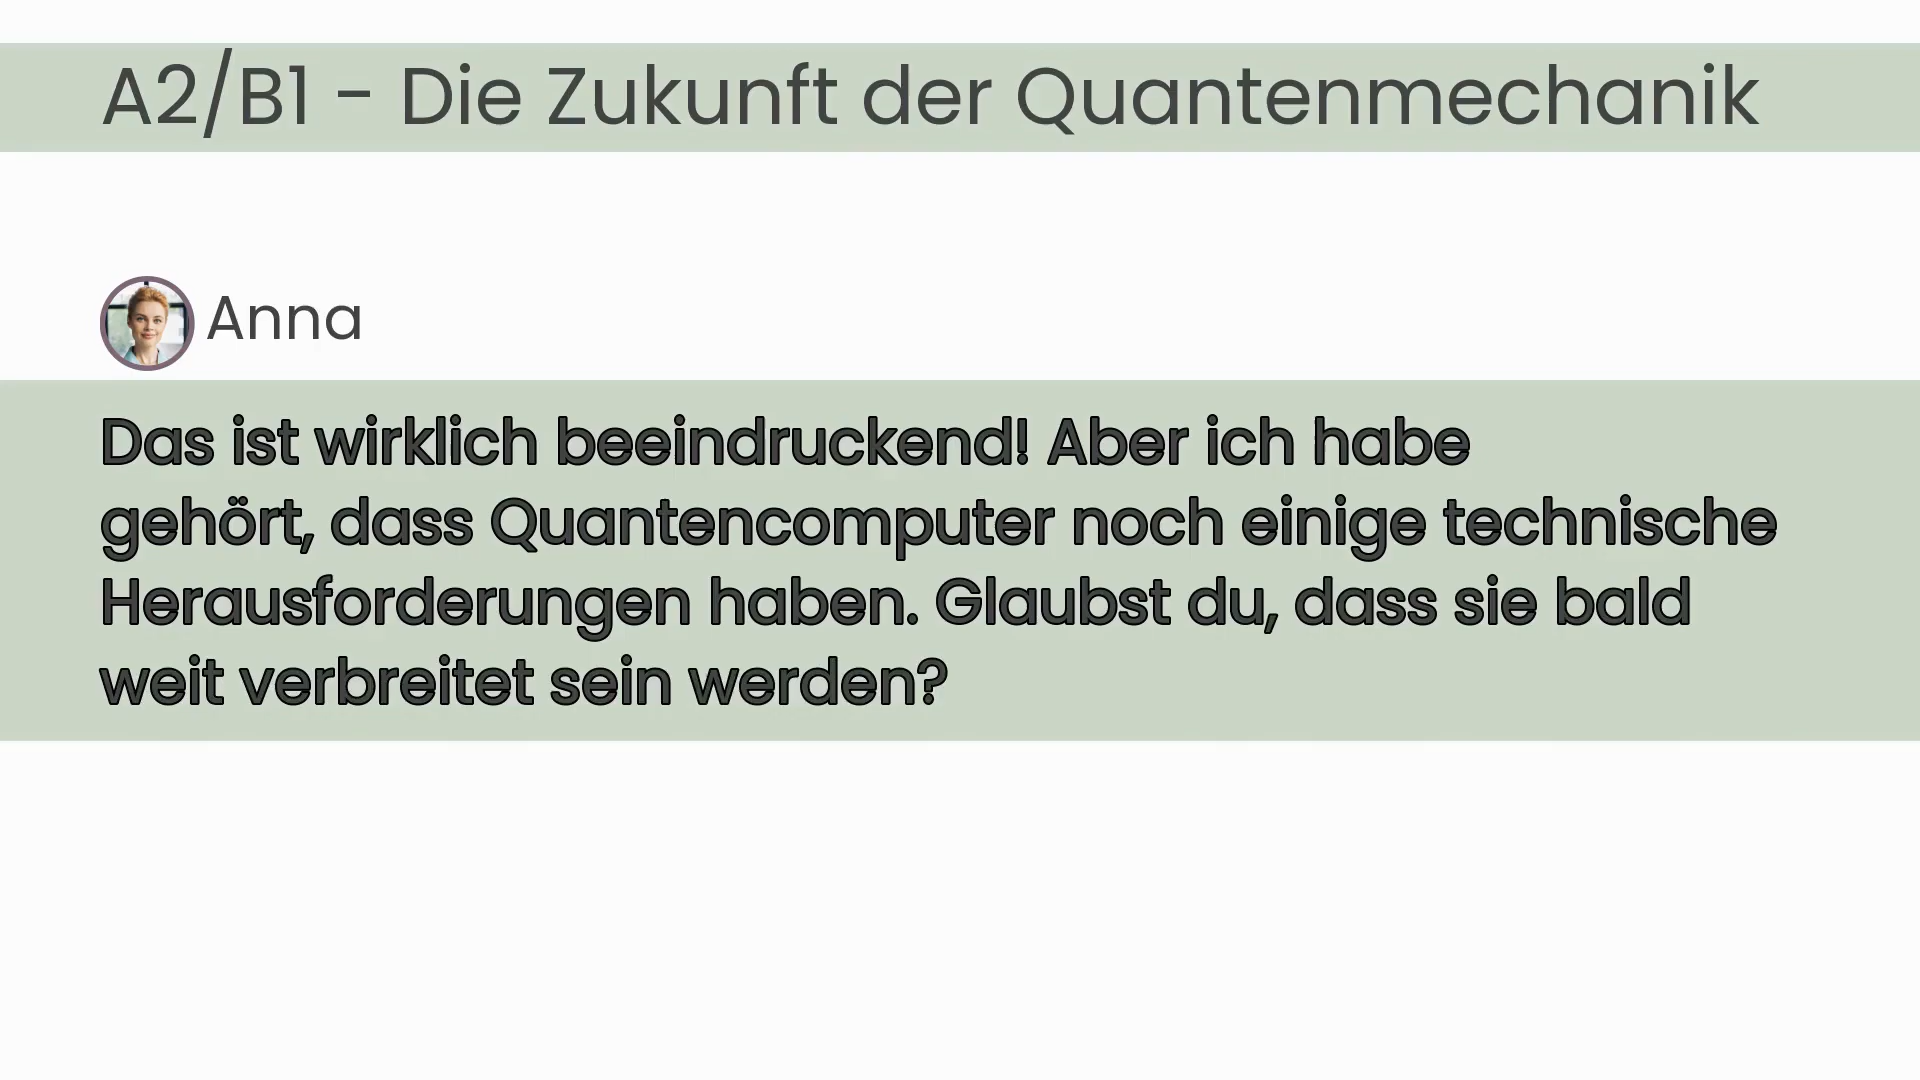 A2/B1 - Die Zukunft der Quantenmechanik
Anna
Das ist wirklich beeindruckend! Aber ich habe
gehört, dass Quantencomputer noch einige technische
Herausforderungen haben. Glaubst du, dass sie bald
weit verbreitet sein werden?